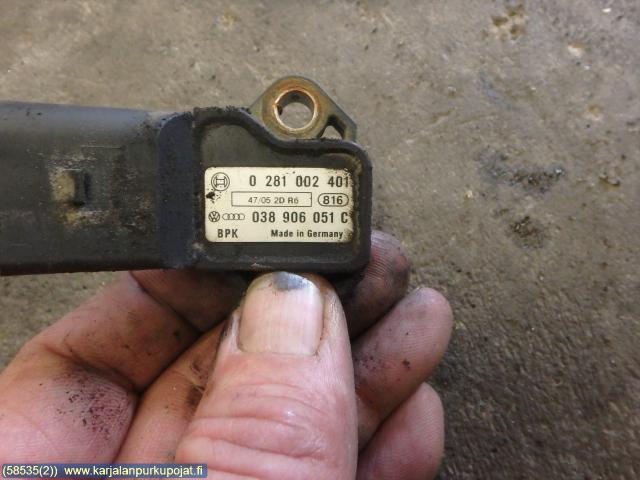 0 281 002 401
47/05 2D R6 816
038 906 051 C
BPK Made in Germany
(58535(2)) www.karjalanpurkupojat.fi